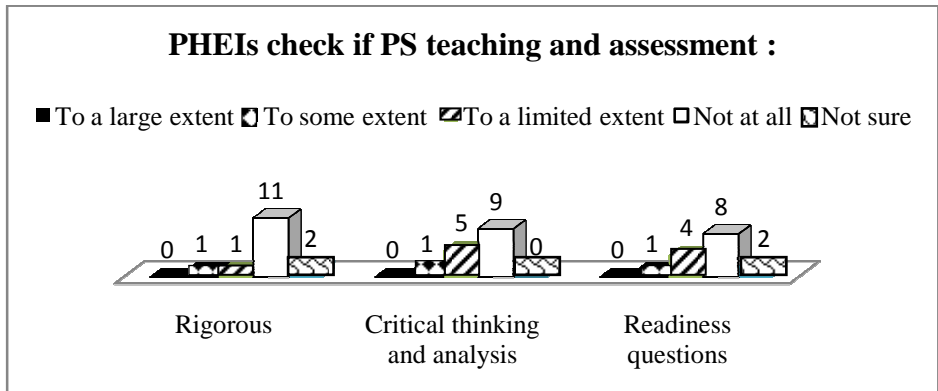 PHEIs check if PS teaching and assessment :
To a large extent To some extent To a limited extent Not at all Not sure
0 1 1 11 2 0 1 5 9 0 0 1 4 8 2
Rigorous Critical thinking and analysis Readiness questions